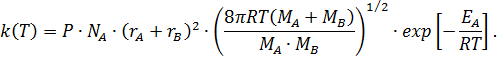 k(T) = P · N_A · (r_A + r_B)² · (8πRT(M_A + M_B) / M_A · M_B)^1/2 · exp[−E_A / RT].